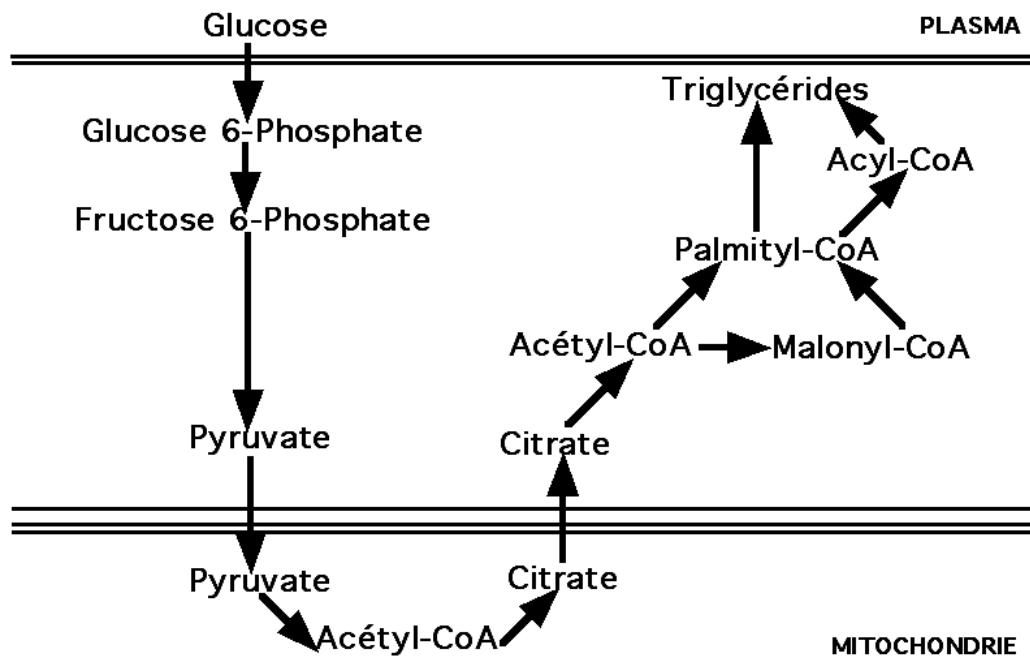 Glucose
PLASMA
Triglycérides
Glucose 6-Phosphate
Acyl-CoA
Fructose 6-Phosphate
Palmityl-CoA
Acétyl-CoA
Malonyl-CoA
Pyruvate
Citrate
Pyruvate
Citrate
Acétyl-CoA
MITOCHONDRIE